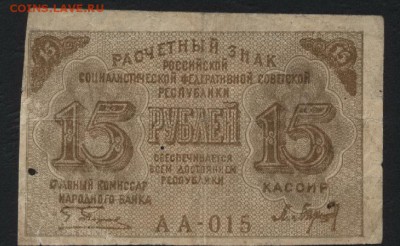 COINS.LAVE.RU
РАСЧЕТНЫЙ ЗНАК
15 15
РОССИЙСКОЙ
СОЦИАЛИСТИЧЕСКОЙ ФЕДЕРАТИВНОЙ СОВЕТСКОЙ
РЕСПУБЛИКИ
15 РУБЛЕЙ 15
ОБЕСПЕЧИВАЕТСЯ
ВСЕМ ДОСТОЯНИЕМ
РЕСПУБЛИКИ
ГЛАВНЫЙ КОМИССАР
НАРОДНОГО БАНКА
КАССИР
АА-015